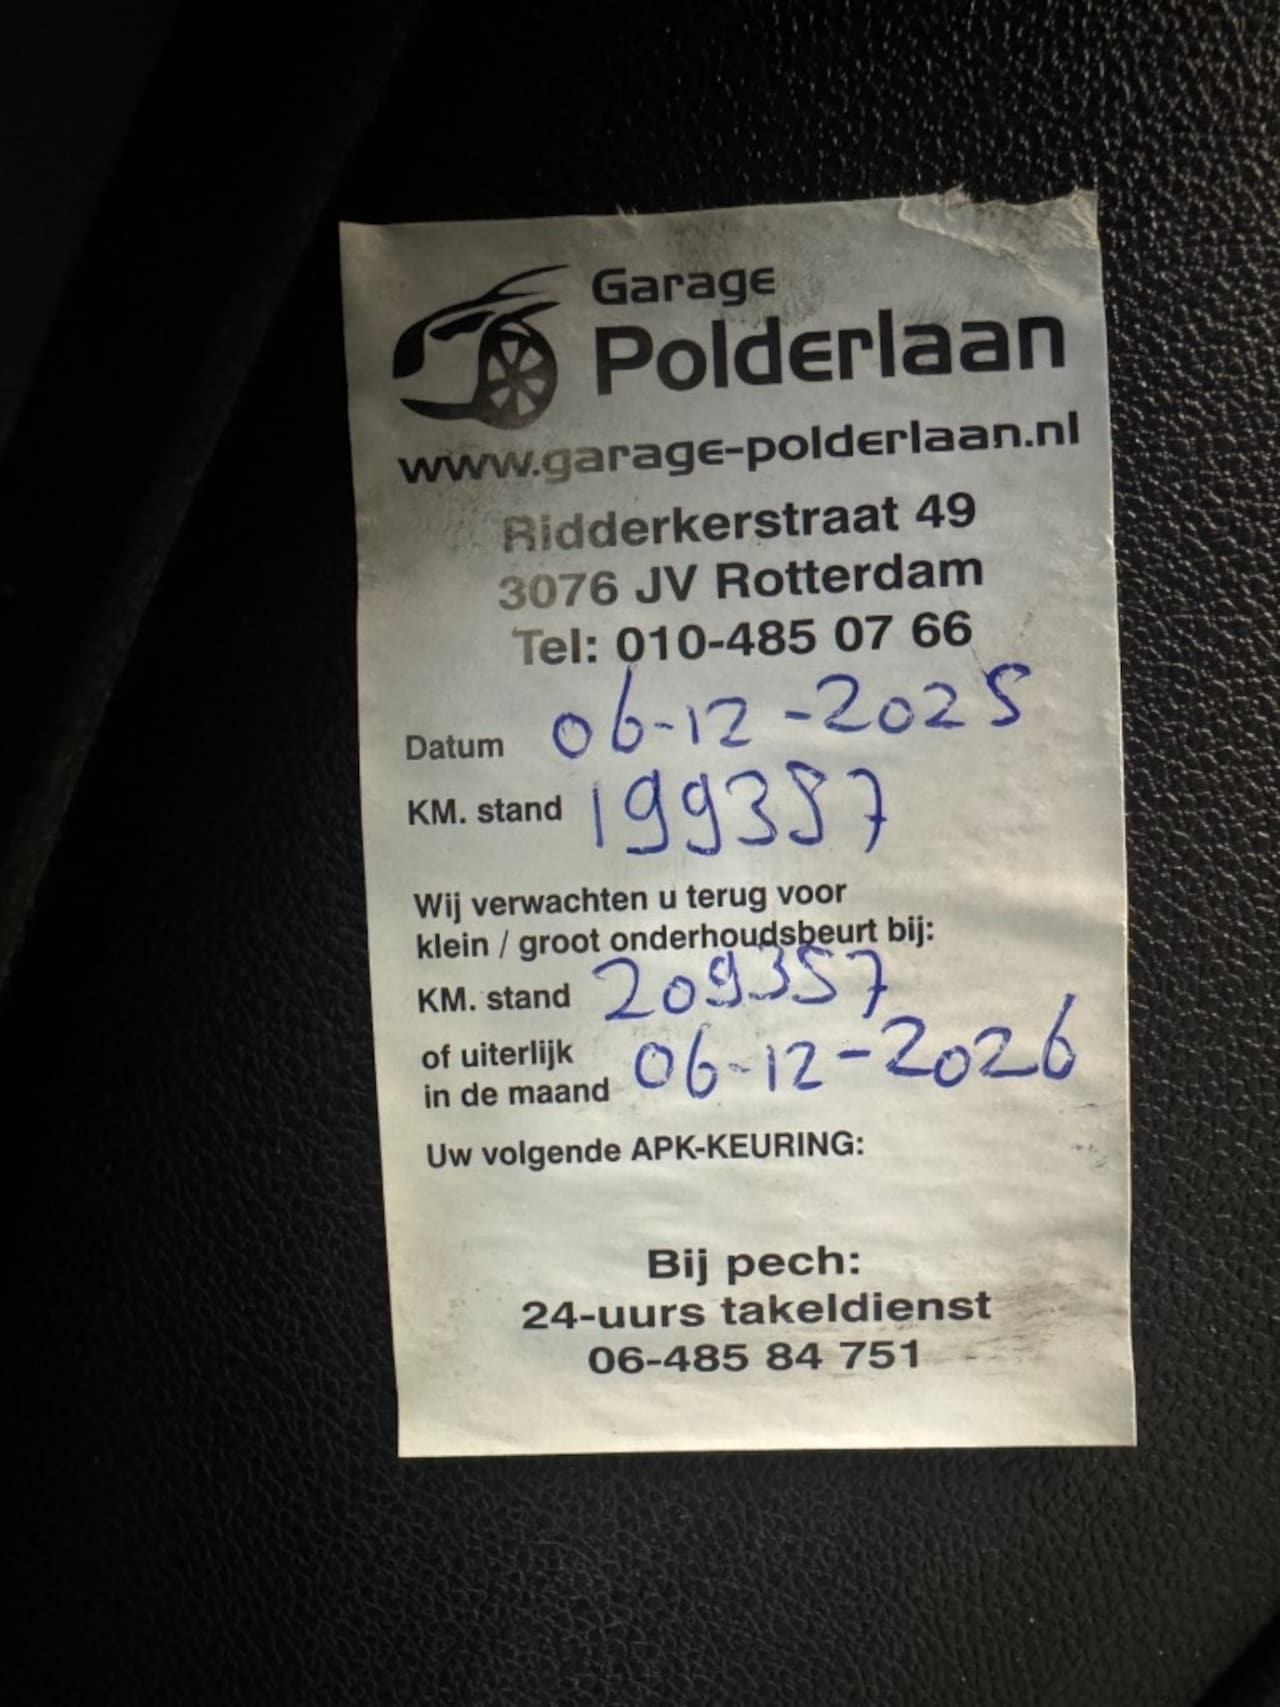 Garage
Polderlaan
www.garage-polderlaan.nl
Ridderkerstraat 49
3076 JV Rotterdam
Tel: 010-485 07 66
Datum 06-12-2025
KM. stand 199357
Wij verwachten u terug voor
klein / groot onderhoudsbeurt bij:
KM. stand 209357
of uiterlijk
in de maand 06-12-2026
Uw volgende APK-KEURING:
Bij pech:
24-uurs takeldienst
06-485 84 751